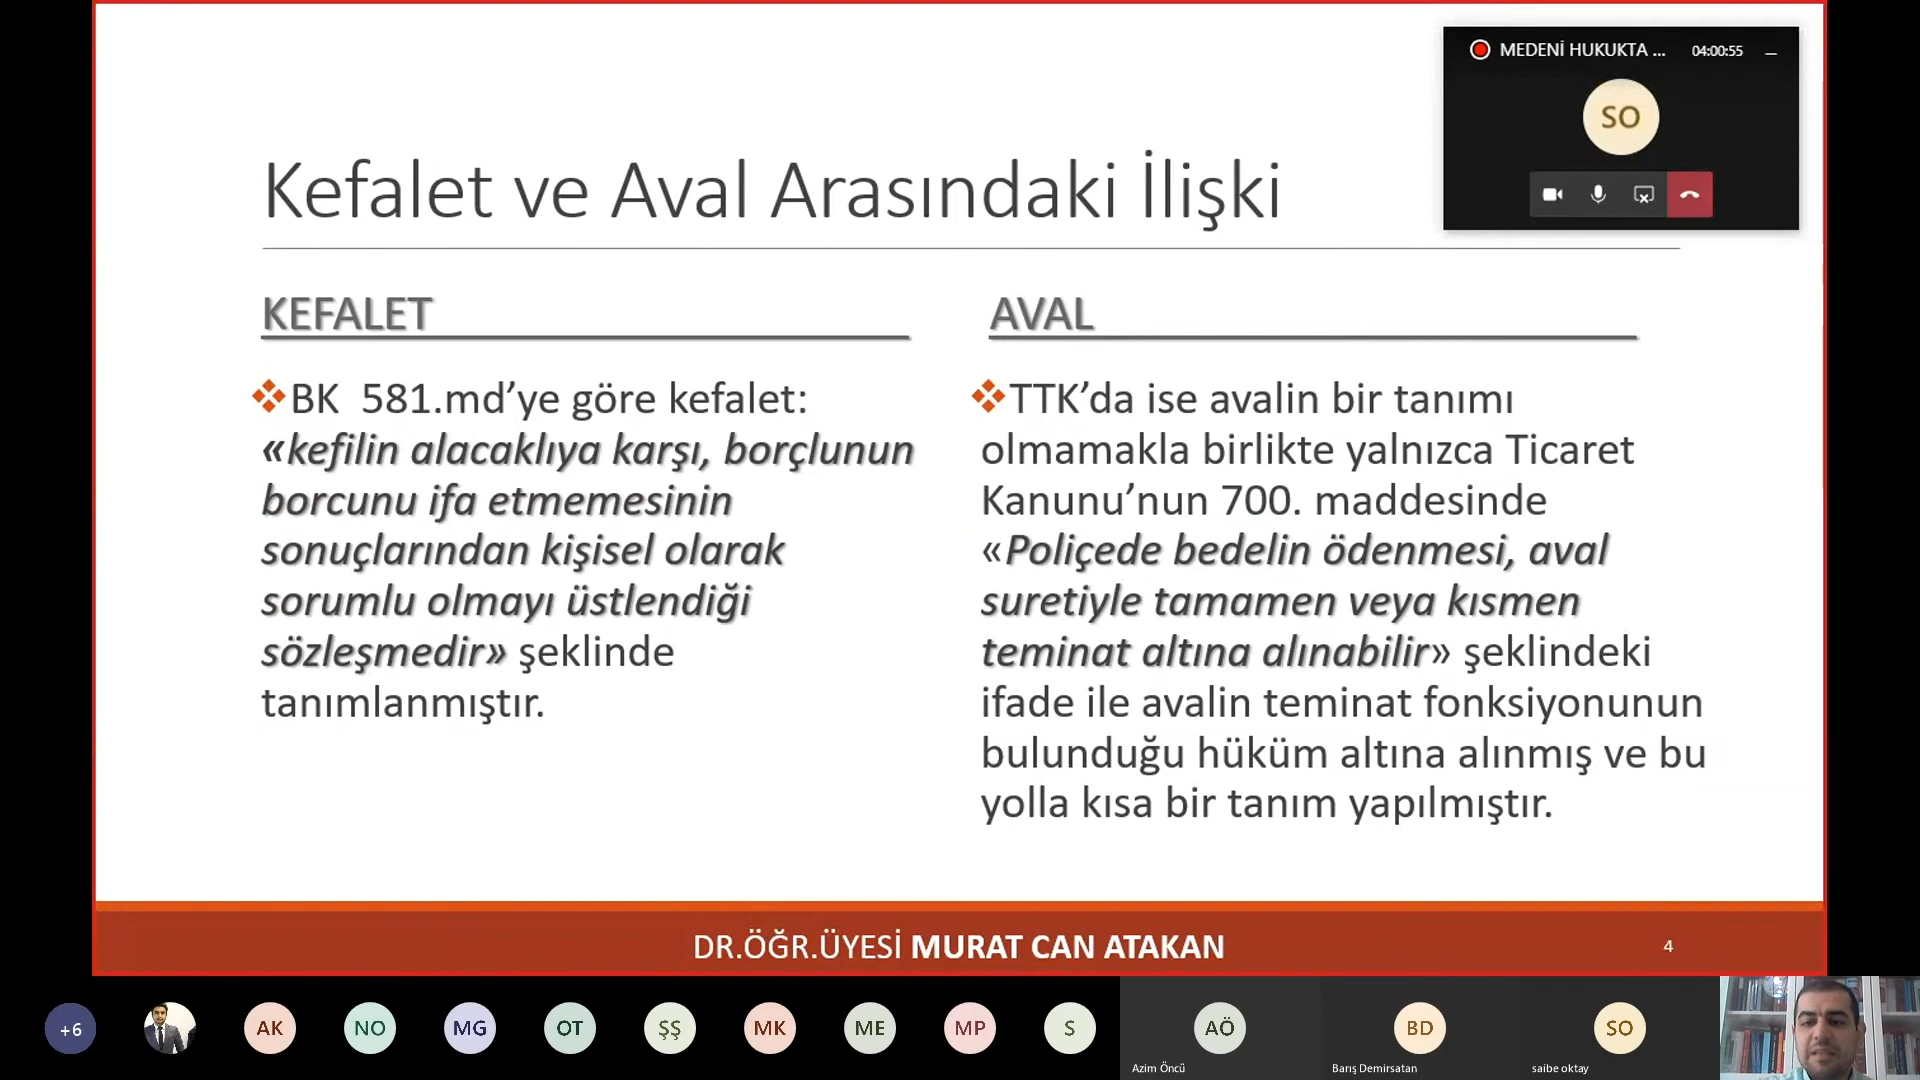 MEDENİ HUKUKTA ... 04:00:55
SO
Kefalet ve Aval Arasındaki İlişki
KEFALET
BK  581.md’ye göre kefalet:
«kefilin alacaklıya karşı, borçlunun
borcunu ifa etmemesinin
sonuçlarından kişisel olarak
sorumlu olmayı üstlendiği
sözleşmedir» şeklinde
tanımlanmıştır.
AVAL
TTK’da ise avalin bir tanımı
olmamakla birlikte yalnızca Ticaret
Kanunu’nun 700. maddesinde
«Poliçede bedelin ödenmesi, aval
suretiyle tamamen veya kısmen
teminat altına alınabilir» şeklindeki
ifade ile avalin teminat fonksiyonunun
bulunduğu hüküm altına alınmış ve bu
yolla kısa bir tanım yapılmıştır.
DR.ÖĞR.ÜYESİ MURAT CAN ATAKAN
4
+6 AK NO MG OT ŞŞ MK ME MP S AÖ BD SO
Azim Öncü Barış Demirsatan saibe oktay